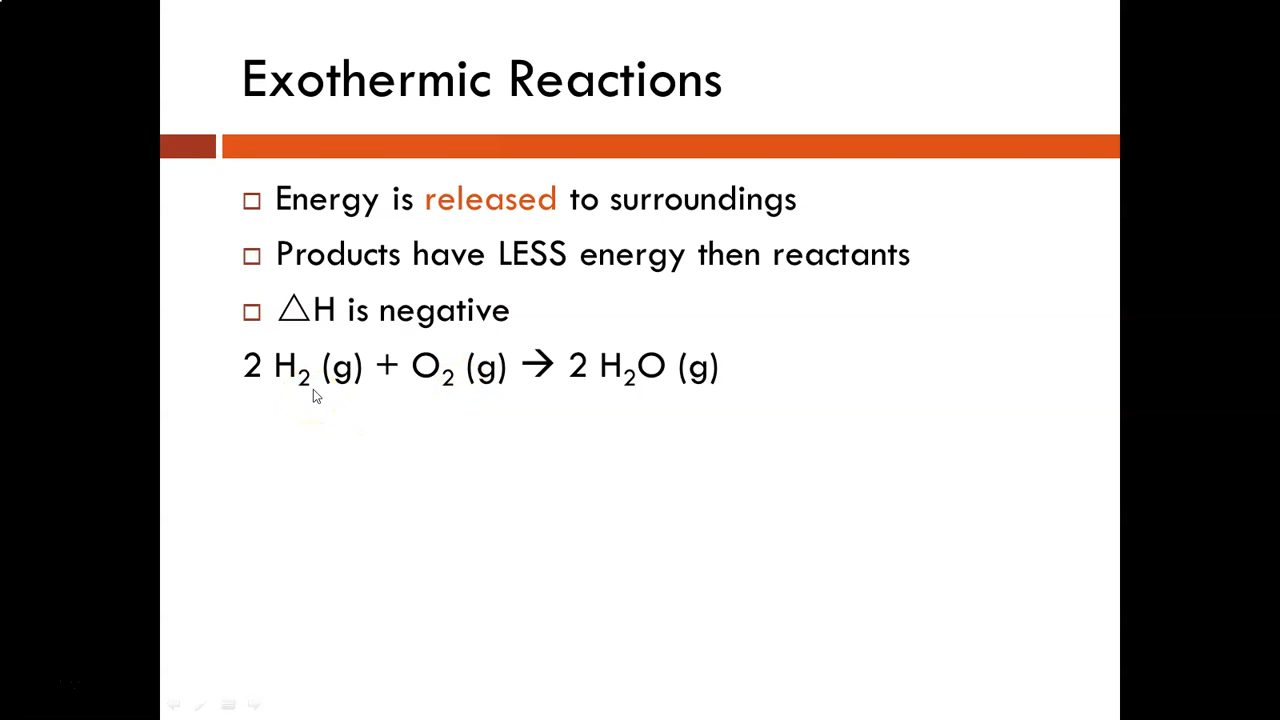 Exothermic Reactions
Energy is released to surroundings
Products have LESS energy then reactants
△H is negative
2 H₂ (g) + O₂ (g) → 2 H₂O (g)